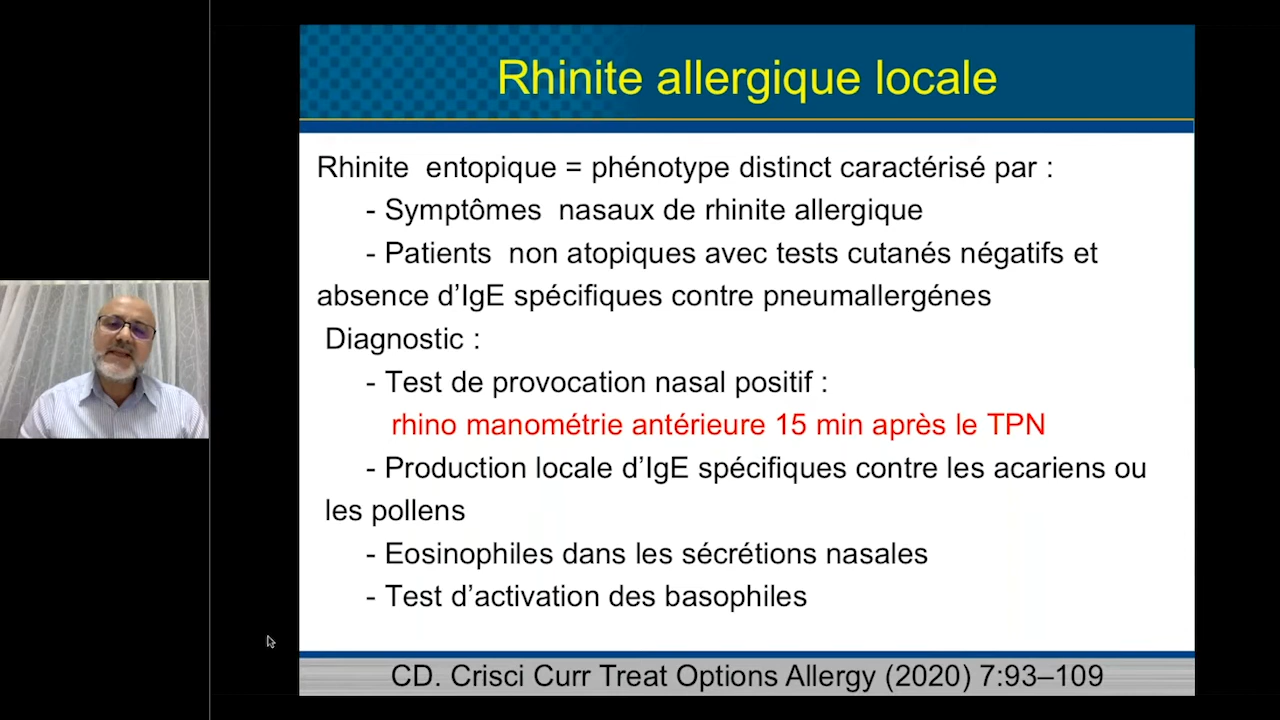 Rhinite allergique locale
Rhinite entopique = phénotype distinct caractérisé par :
- Symptômes nasaux de rhinite allergique
- Patients non atopiques avec tests cutanés négatifs et
absence d’IgE spécifiques contre pneumallergénes
Diagnostic :
- Test de provocation nasal positif :
rhino manométrie antérieure 15 min après le TPN
- Production locale d’IgE spécifiques contre les acariens ou
les pollens
- Eosinophiles dans les sécrétions nasales
- Test d’activation des basophiles
CD. Crisci Curr Treat Options Allergy (2020) 7:93–109